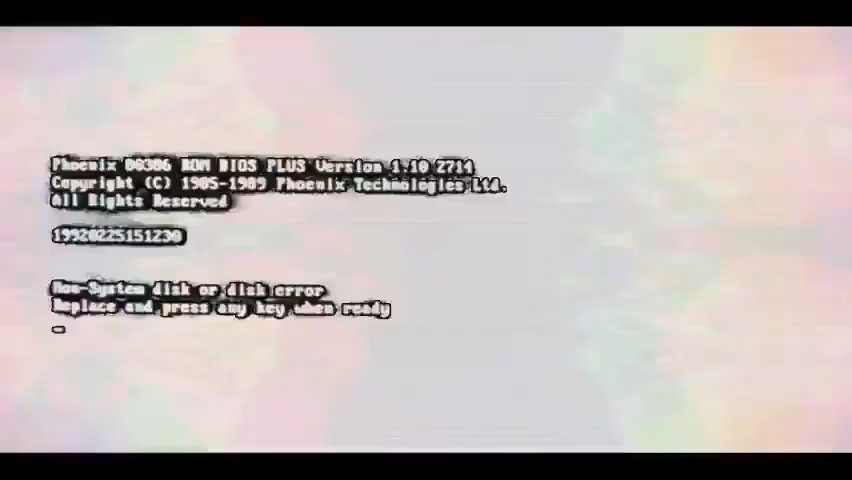 Phoenix 80386 ROM BIOS PLUS Version 1.10 2714
Copyright (C) 1985-1989 Phoenix Technologies Ltd.
All Rights Reserved
19920225151230
Non-System disk or disk error
Replace and press any key when ready
_